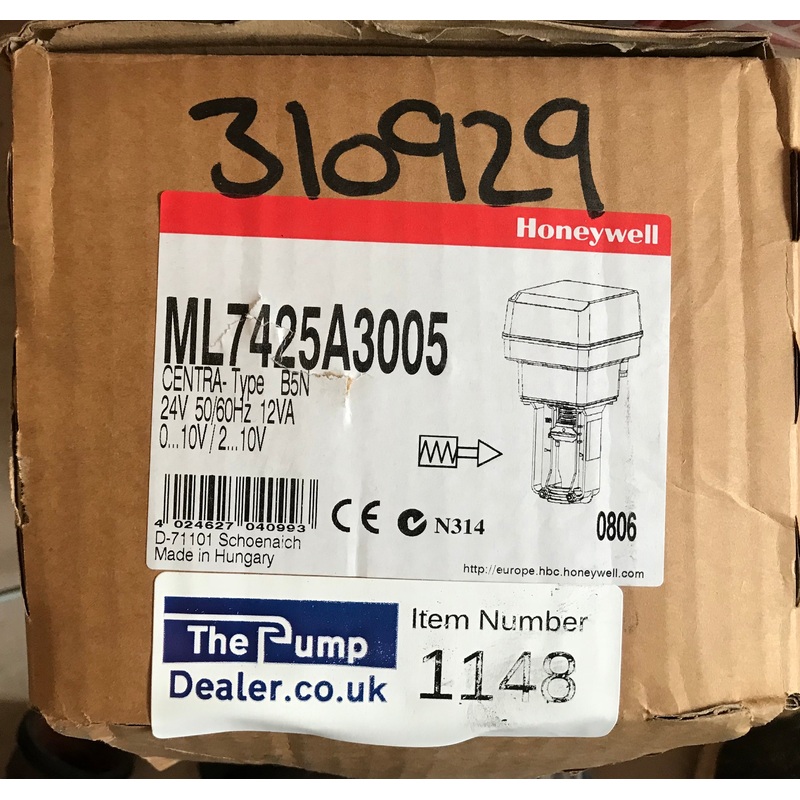 310929
Honeywell
ML7425A3005
CENTRA-Type B5N
24V 50/60Hz 12VA
0...10V/2...10V
4 024627 040993
CE N314
0806
D-71101 Schoenaich
Made in Hungary
http://europe.hbc.honeywell.com
The Pump
Dealer.co.uk
Item Number
1148